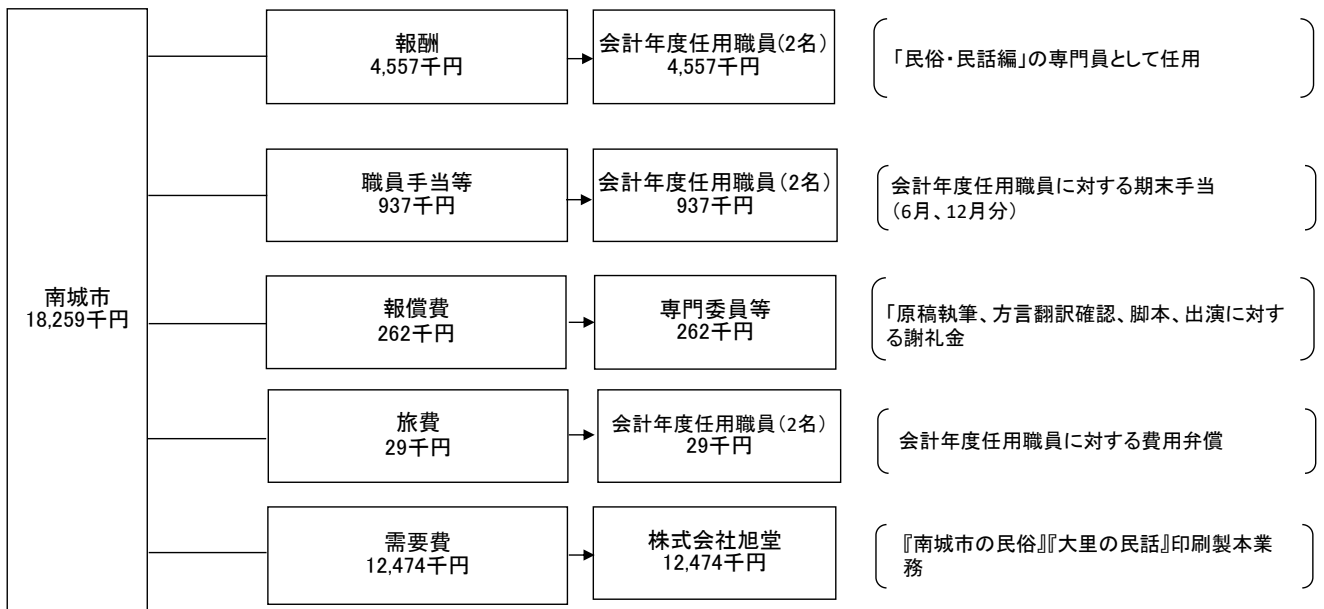 南城市
18,259千円
報酬
4,557千円
会計年度任用職員(2名)
4,557千円
「民俗・民話編」の専門員として任用
職員手当等
937千円
会計年度任用職員(2名)
937千円
会計年度任用職員に対する期末手当
(6月、12月分)
報償費
262千円
専門委員等
262千円
「原稿執筆、方言翻訳確認、脚本、出演に対す
る謝礼金
旅費
29千円
会計年度任用職員(2名)
29千円
会計年度任用職員に対する費用弁償
需要費
12,474千円
株式会社旭堂
12,474千円
『南城市の民俗』『大里の民話』印刷製本業
務